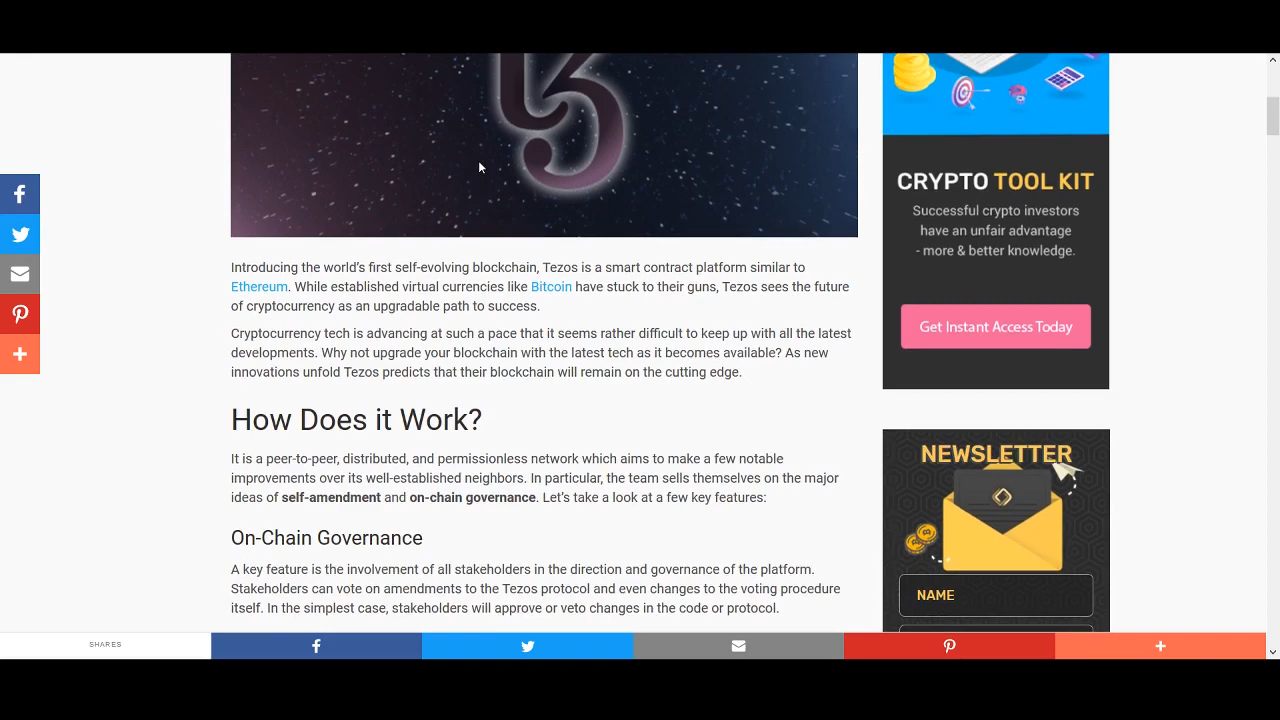 Introducing the world's first self-evolving blockchain, Tezos is a smart contract platform similar to
Ethereum. While established virtual currencies like Bitcoin have stuck to their guns, Tezos sees the future
of cryptocurrency as an upgradable path to success.
Cryptocurrency tech is advancing at such a pace that it seems rather difficult to keep up with all the latest
developments. Why not upgrade your blockchain with the latest tech as it becomes available? As new
innovations unfold Tezos predicts that their blockchain will remain on the cutting edge.
How Does it Work?
It is a peer-to-peer, distributed, and permissionless network which aims to make a few notable
improvements over its well-established neighbors. In particular, the team sells themselves on the major
ideas of self-amendment and on-chain governance. Let's take a look at a few key features:
On-Chain Governance
A key feature is the involvement of all stakeholders in the direction and governance of the platform.
Stakeholders can vote on amendments to the Tezos protocol and even changes to the voting procedure
itself. In the simplest case, stakeholders will approve or veto changes in the code or protocol.
CRYPTO TOOL KIT
Successful crypto investors
have an unfair advantage
- more & better knowledge.
Get Instant Access Today
NEWSLETTER
NAME
SHARES